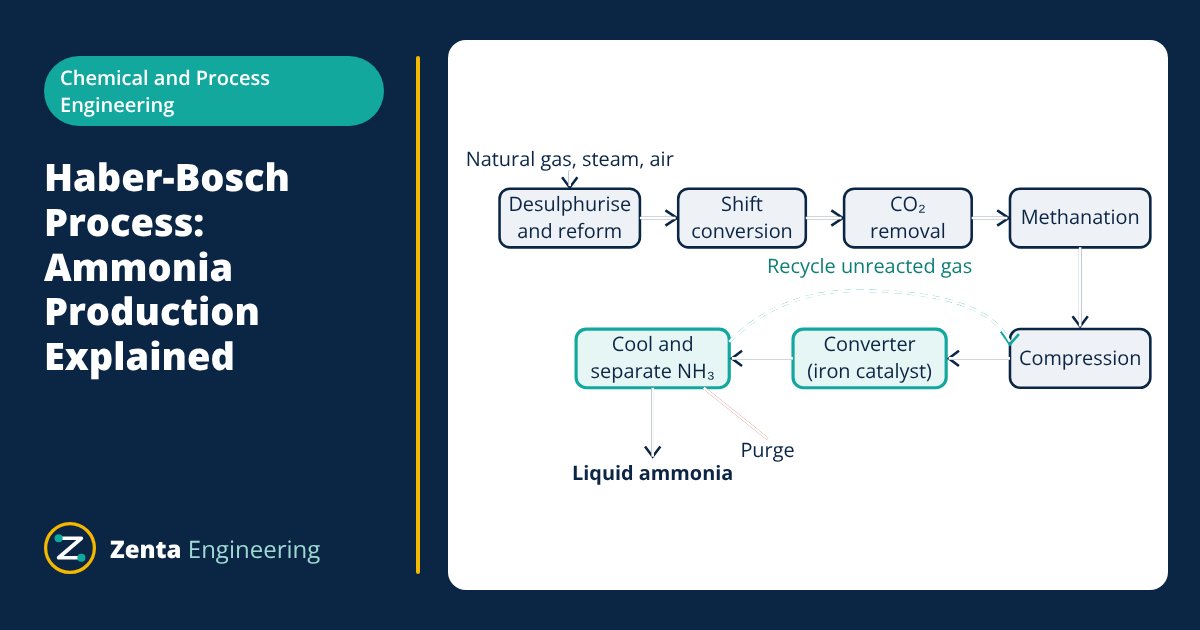 Chemical and Process
Engineering
Haber-Bosch
Process:
Ammonia
Production
Explained
Zenta Engineering
Natural gas, steam, air
Desulphurise
and reform
Shift
conversion
CO₂
removal
Methanation
Recycle unreacted gas
Cool and
separate NH₃
Converter
(iron catalyst)
Compression
Purge
Liquid ammonia